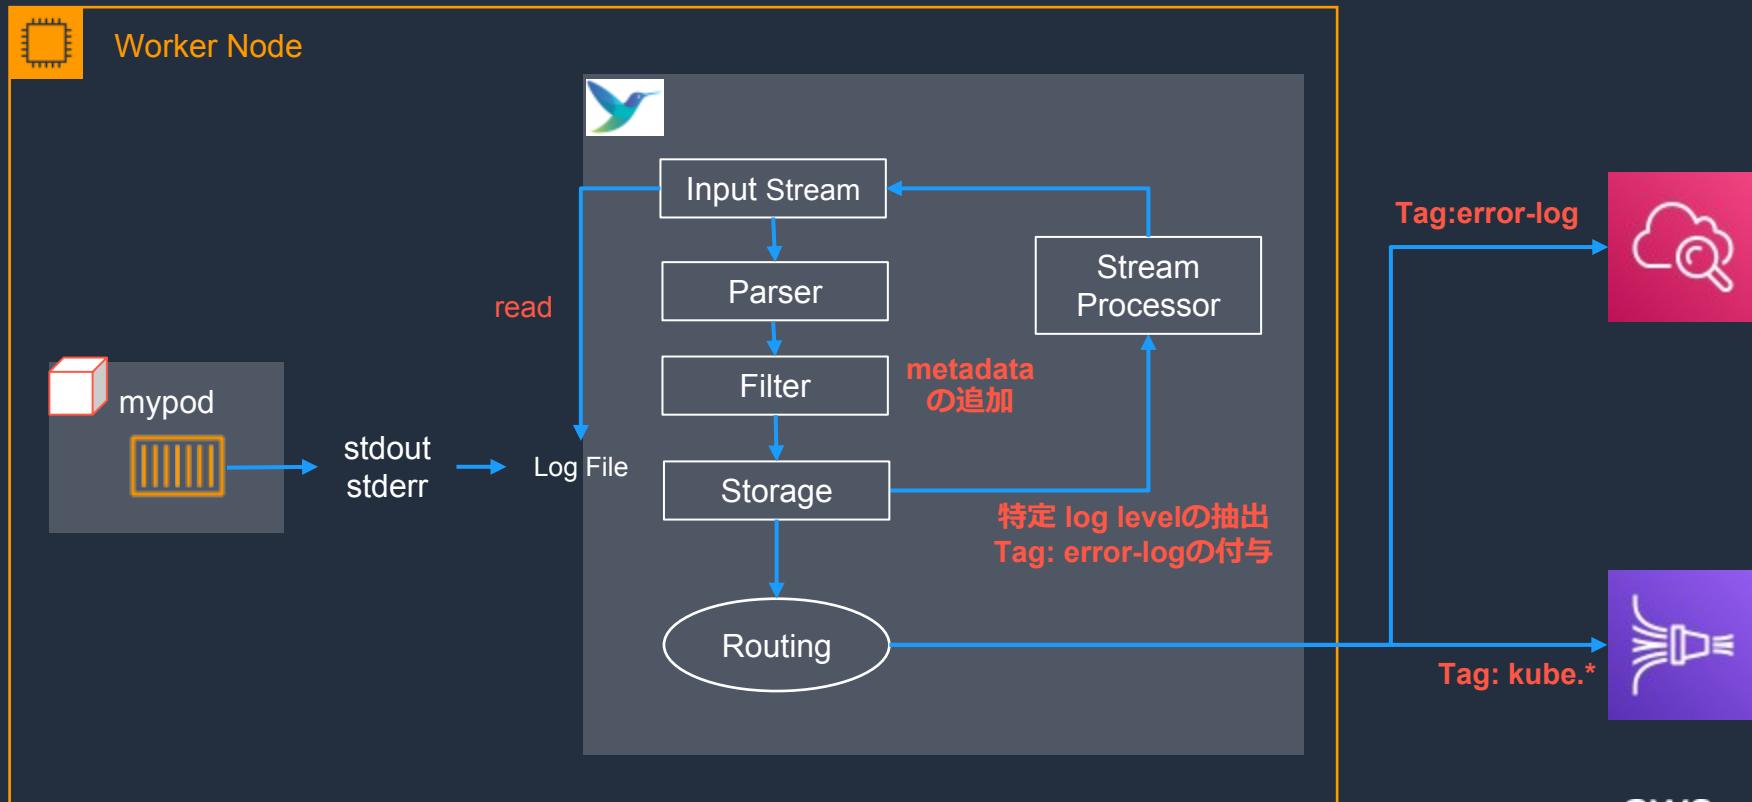 Worker Node
Input Stream
Tag:error-log
Stream
Processor
Parser
read
Filter
metadata
の追加
mypod
stdout
stderr
Log File
Storage
特定 log levelの抽出
Tag: error-logの付与
Routing
Tag: kube.*